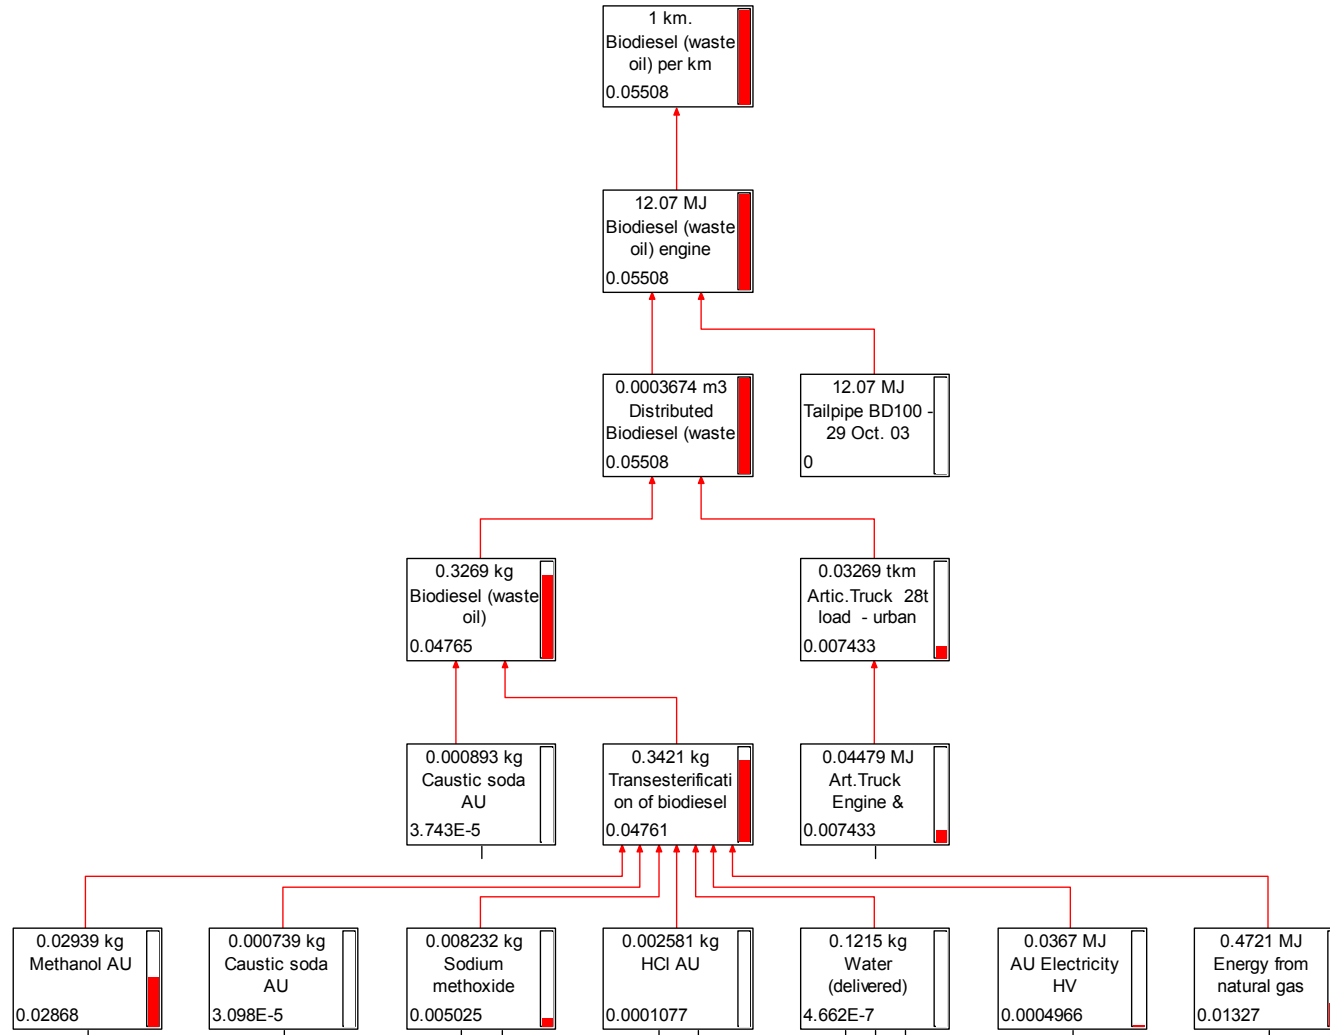 1 km.
Biodiesel (waste
oil) per km
0.05508
12.07 MJ
Biodiesel (waste
oil) engine
0.05508
0.0003674 m3
Distributed
Biodiesel (waste
0.05508
12.07 MJ
Tailpipe BD100 -
29 Oct. 03
0
0.3269 kg
Biodiesel (waste
oil)
0.04765
0.03269 tkm
Artic.Truck 28t
load - urban
0.007433
0.000893 kg
Caustic soda
AU
3.743E-5
0.3421 kg
Transesterificati
on of biodiesel
0.04761
0.04479 MJ
Art.Truck
Engine &
0.007433
0.02939 kg
Methanol AU
0.02868
0.000739 kg
Caustic soda
AU
3.098E-5
0.008232 kg
Sodium
methoxide
0.005025
0.002581 kg
HCl AU
0.0001077
0.1215 kg
Water
(delivered)
4.662E-7
0.0367 MJ
AU Electricity
HV
0.0004966
0.4721 MJ
Energy from
natural gas
0.01327